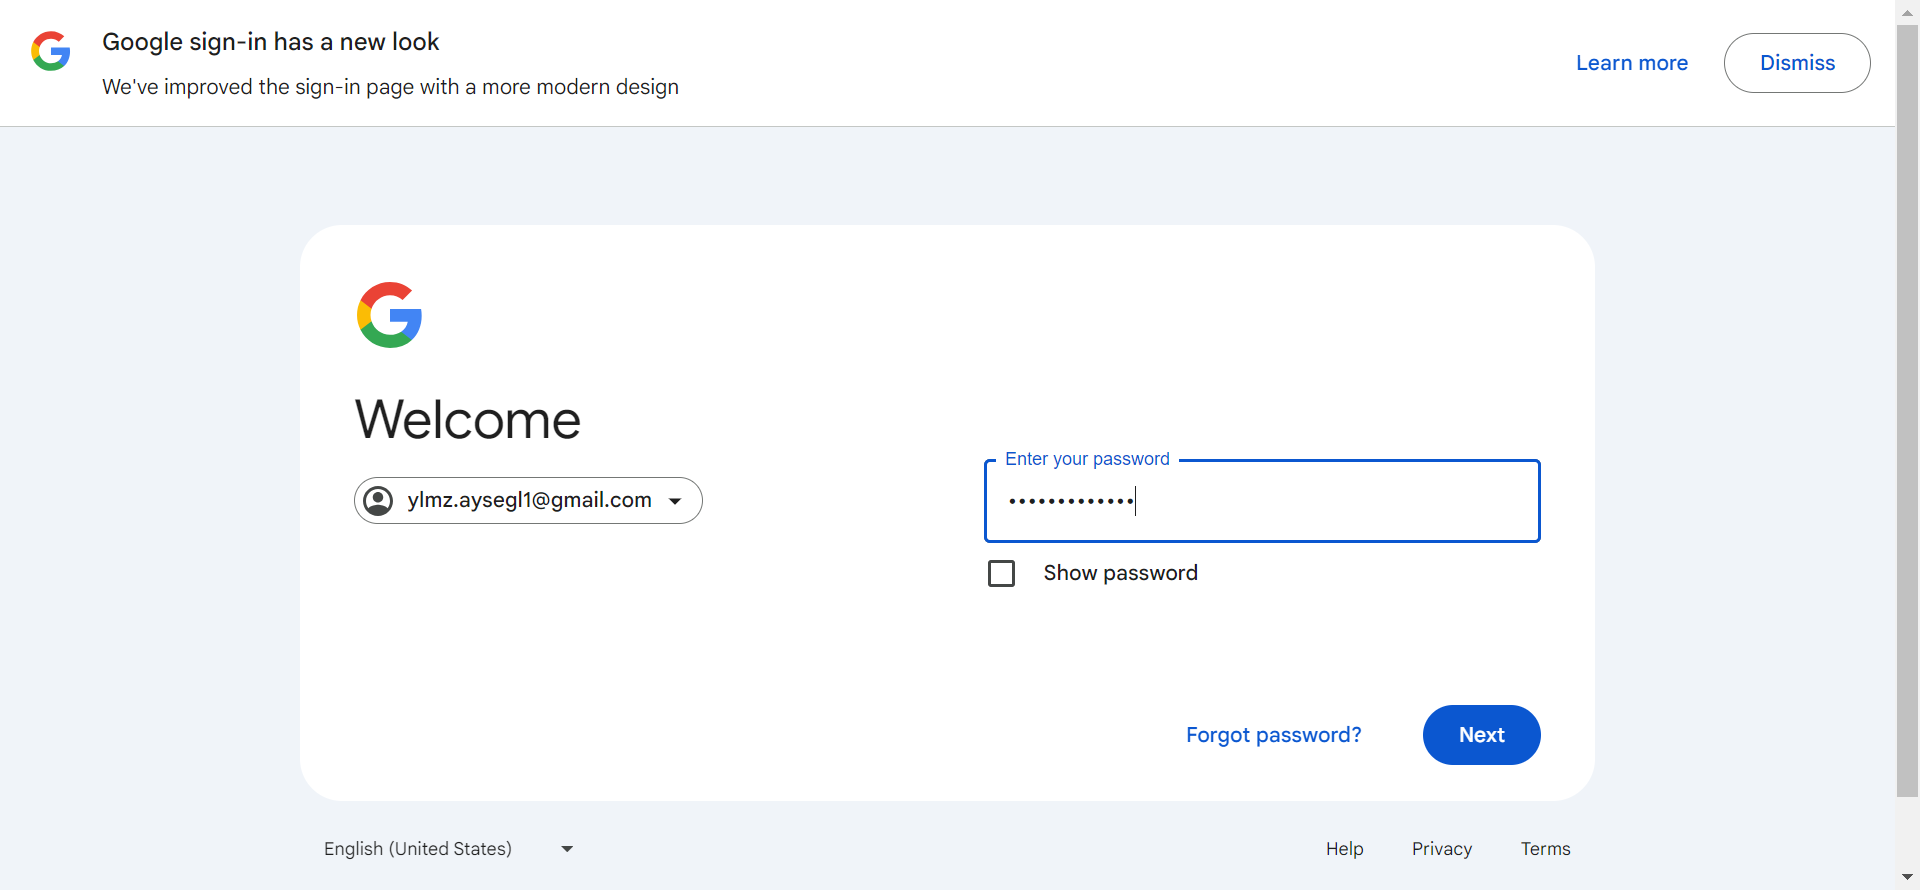 Google sign-in has a new look
We've improved the sign-in page with a more modern design
Learn more
Dismiss
Welcome
ylmz.aysegl1@gmail.com
Enter your password
•••••••••••••
Show password
Forgot password?
Next
English (United States)
Help
Privacy
Terms